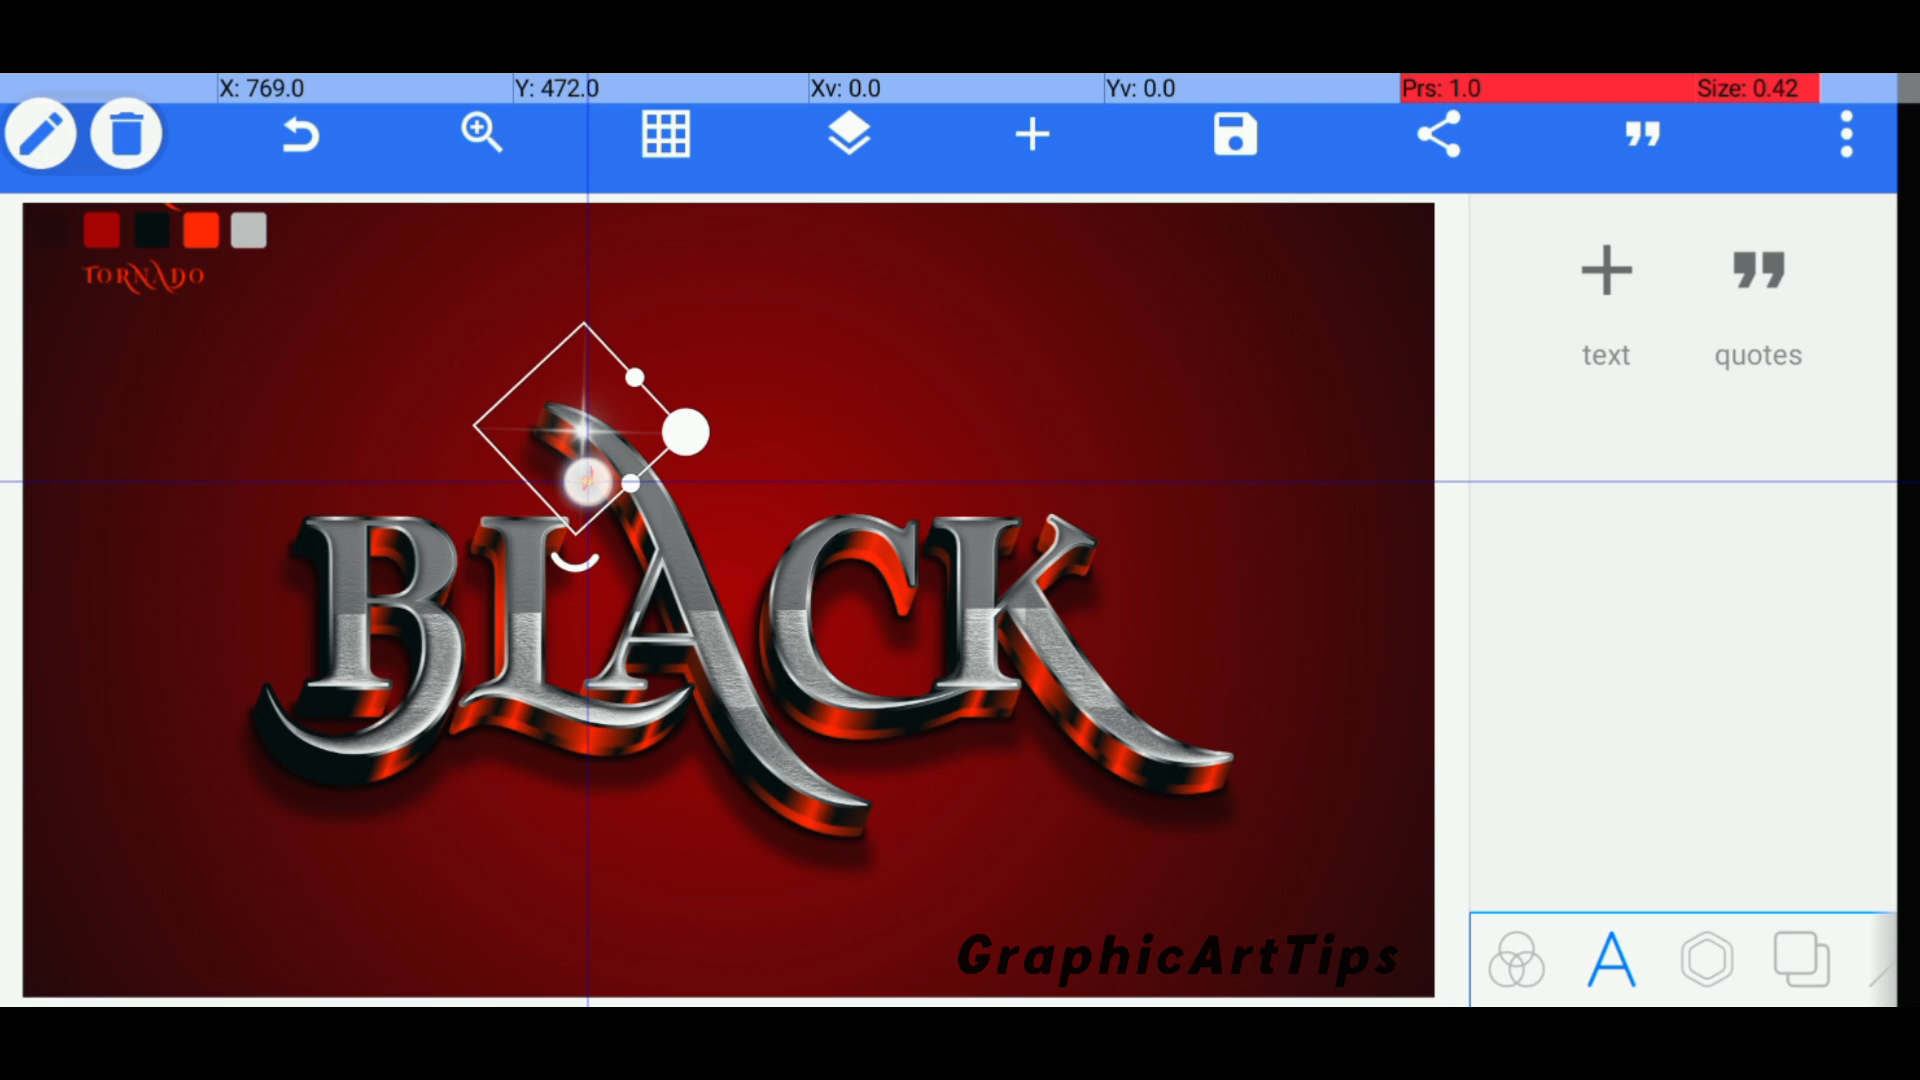 X: 769.0 Y: 472.0 Xv: 0.0 Yv: 0.0 Prs: 1.0 Size: 0.42
TORNADO
text quotes
BLACK
GraphicArtTips